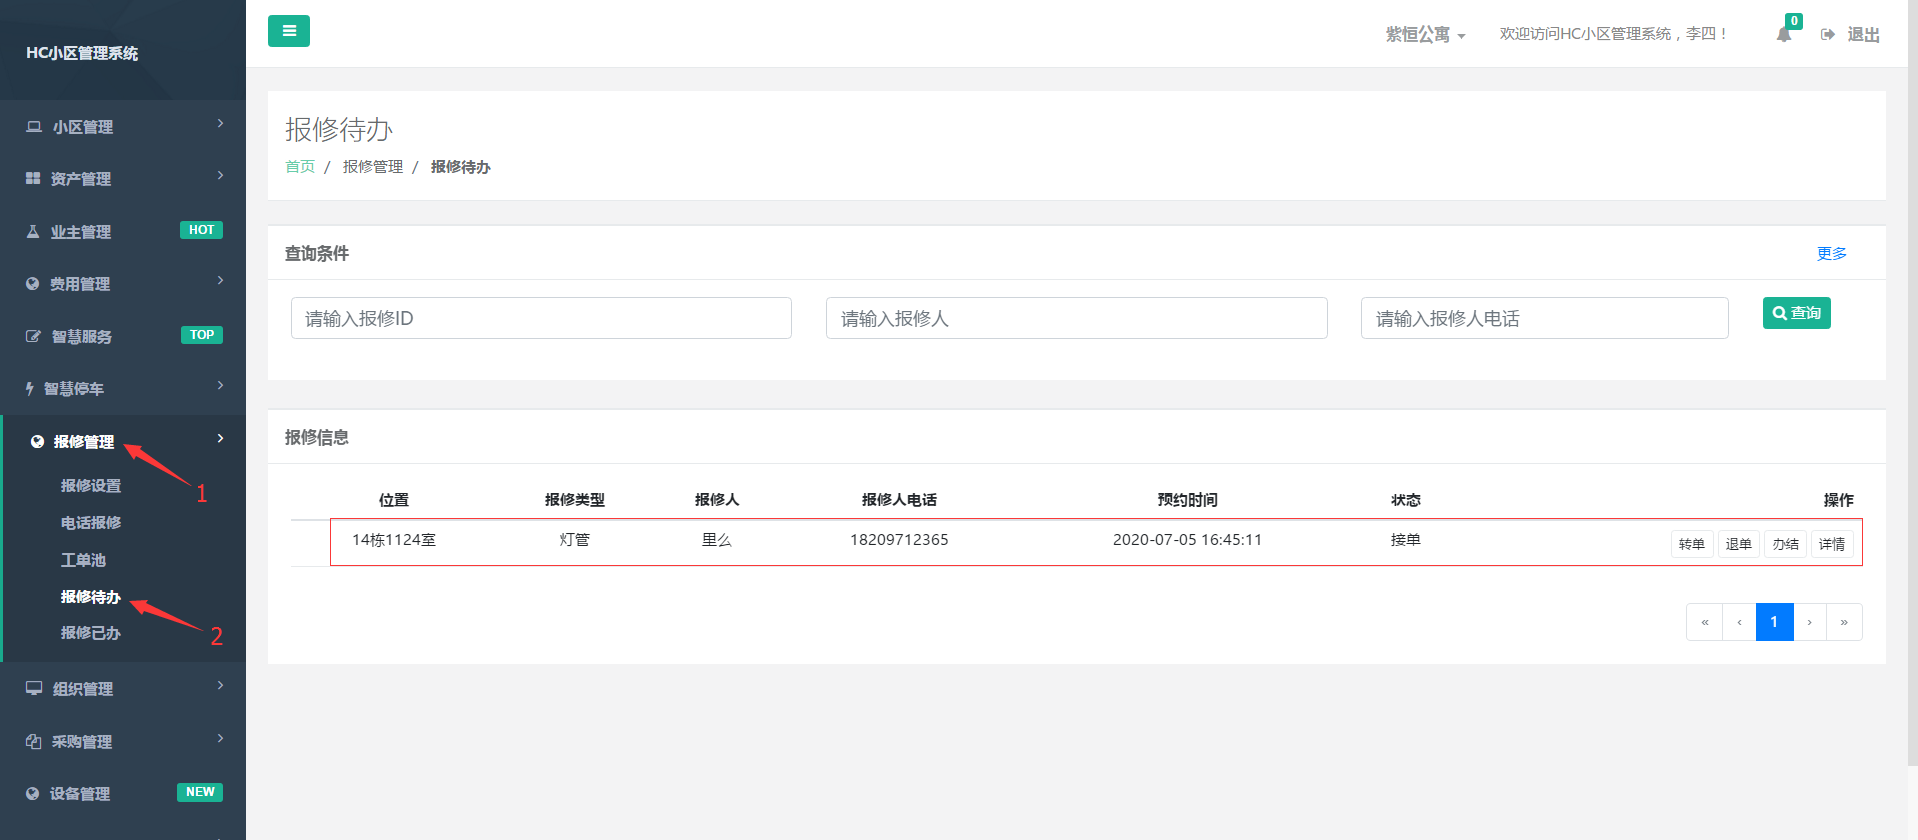 HC小区管理系统
小区管理
资产管理
业主管理 HOT
费用管理
智慧服务 TOP
智慧停车
报修管理
1
报修设置
电话报修
工单池
报修待办
2
报修已办
组织管理
采购管理
设备管理 NEW
紫恒公寓 欢迎访问HC小区管理系统，李四！ 0 退出
报修待办
首页 / 报修管理 / 报修待办
查询条件 更多
请输入报修ID 请输入报修人 请输入报修人电话 查询
报修信息
位置 报修类型 报修人 报修人电话 预约时间 状态 操作
14栋1124室 灯管 里么 18209712365 2020-07-05 16:45:11 接单 转单 退单 办结 详情
« ‹ 1 › »